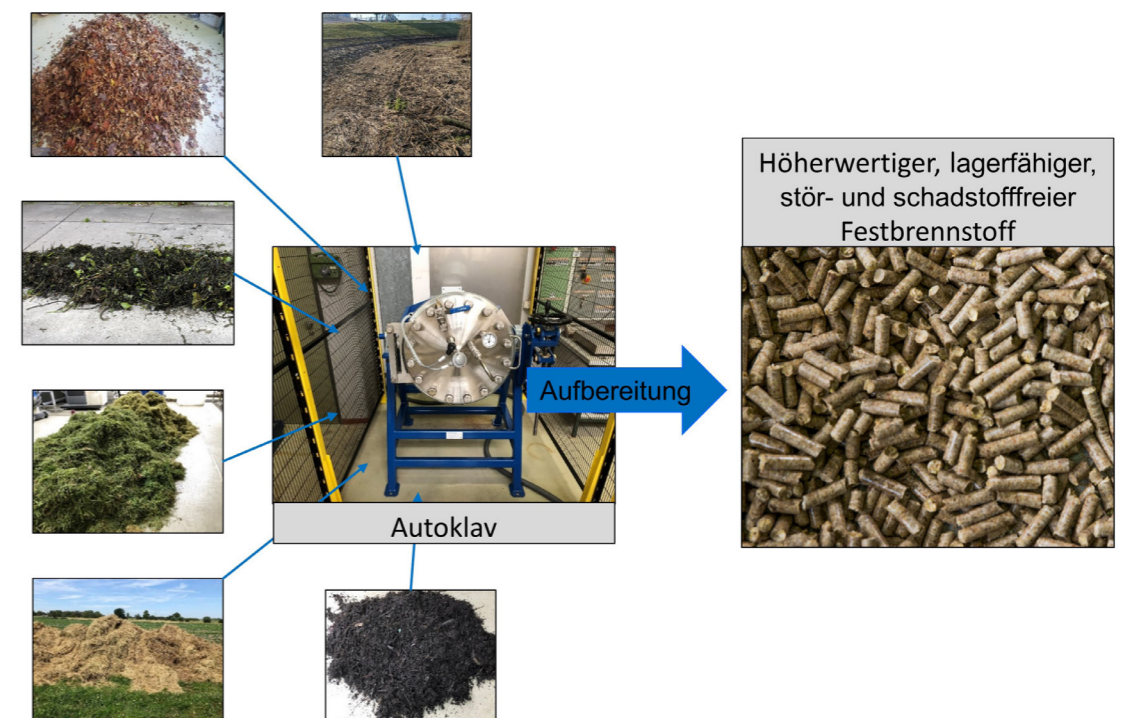 Höherwertiger, lagerfähiger,
stör- und schadstofffreier
Festbrennstoff
Aufbereitung
Autoklav